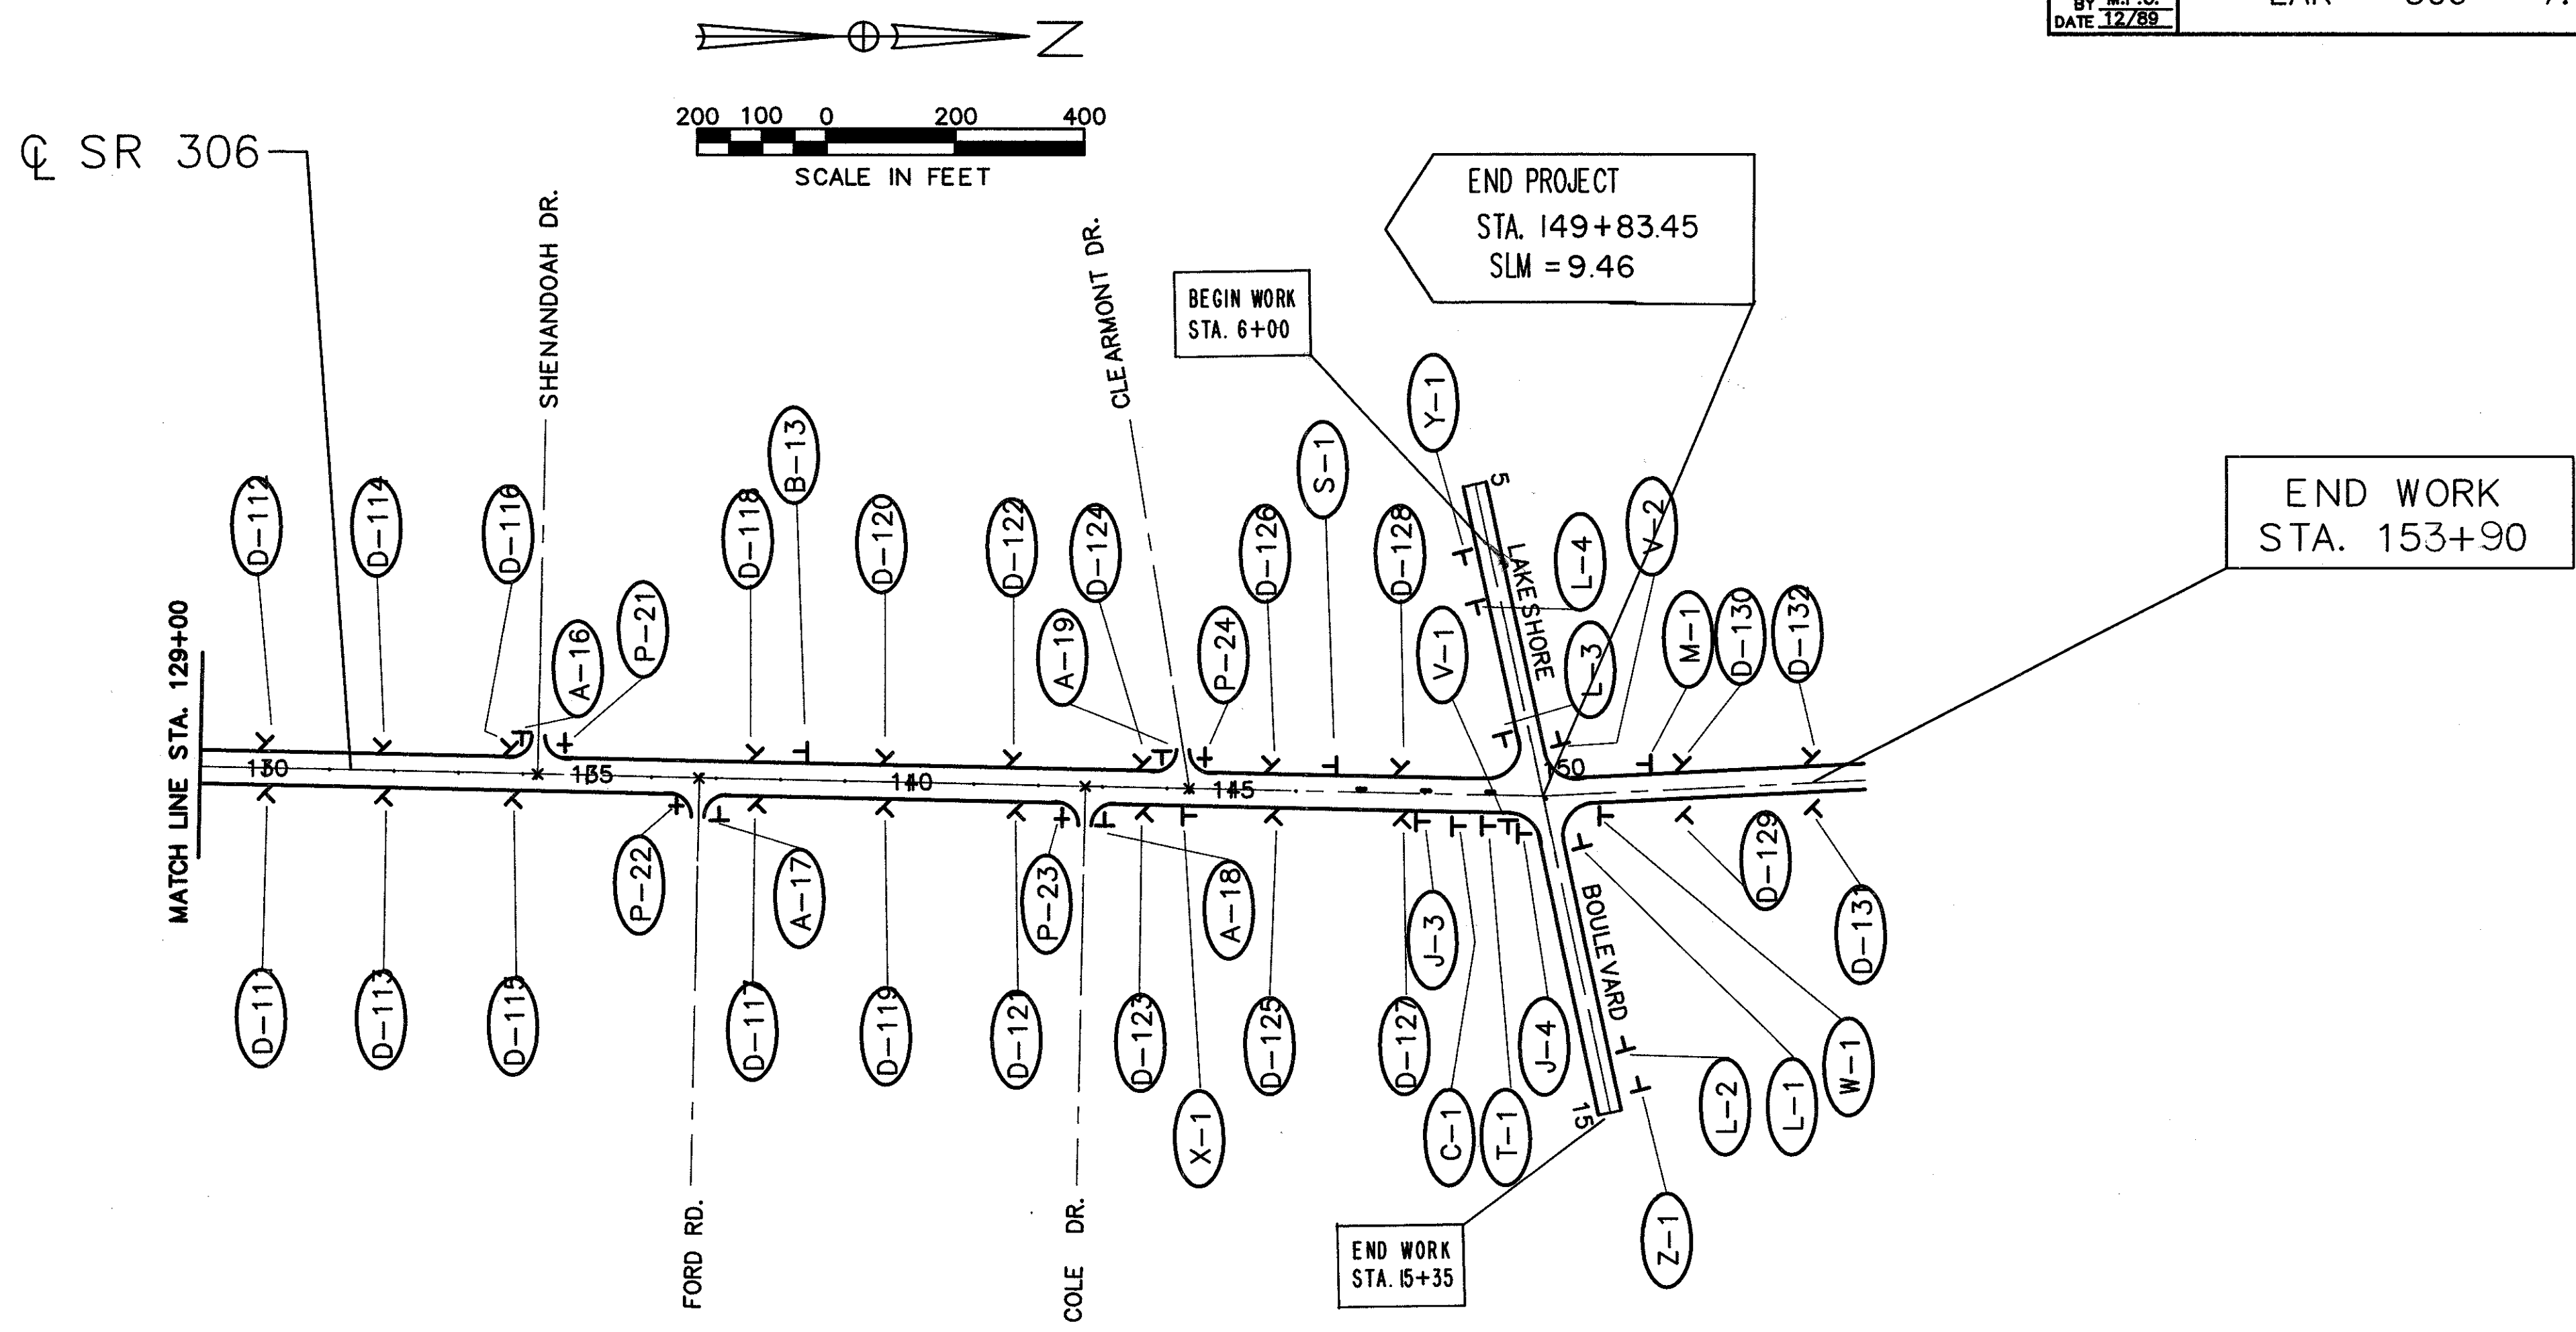 BY M.P.C.
DATE 12/89
LAK 306
N
200 100 0 200 400
SCALE IN FEET
℄ SR 306
END PROJECT
STA. 149+83.45
SLM = 9.46
BEGIN WORK
STA. 6+00
END WORK
STA. 153+90
END WORK
STA. 15+35
MATCH LINE STA. 129+00
SHENANDOAH DR.
CLEARMONT DR.
FORD RD.
COLE DR.
LAKESHORE
BOULEVARD
Y-1
B-13
S-1
D-112
D-114
D-116
D-118
D-120
D-122
D-124
D-126
D-128
L-4
V-2
A-16
P-21
A-19
P-24
V-1
L-3
M-1
D-130
D-132
5
130
135
140
145
150
15
P-22
A-17
P-23
A-18
J-3
D-129
D-131
D-111
D-113
D-115
D-117
D-119
D-121
D-123
D-125
D-127
J-4
X-1
C-1
T-1
L-2
L-1
W-1
Z-1